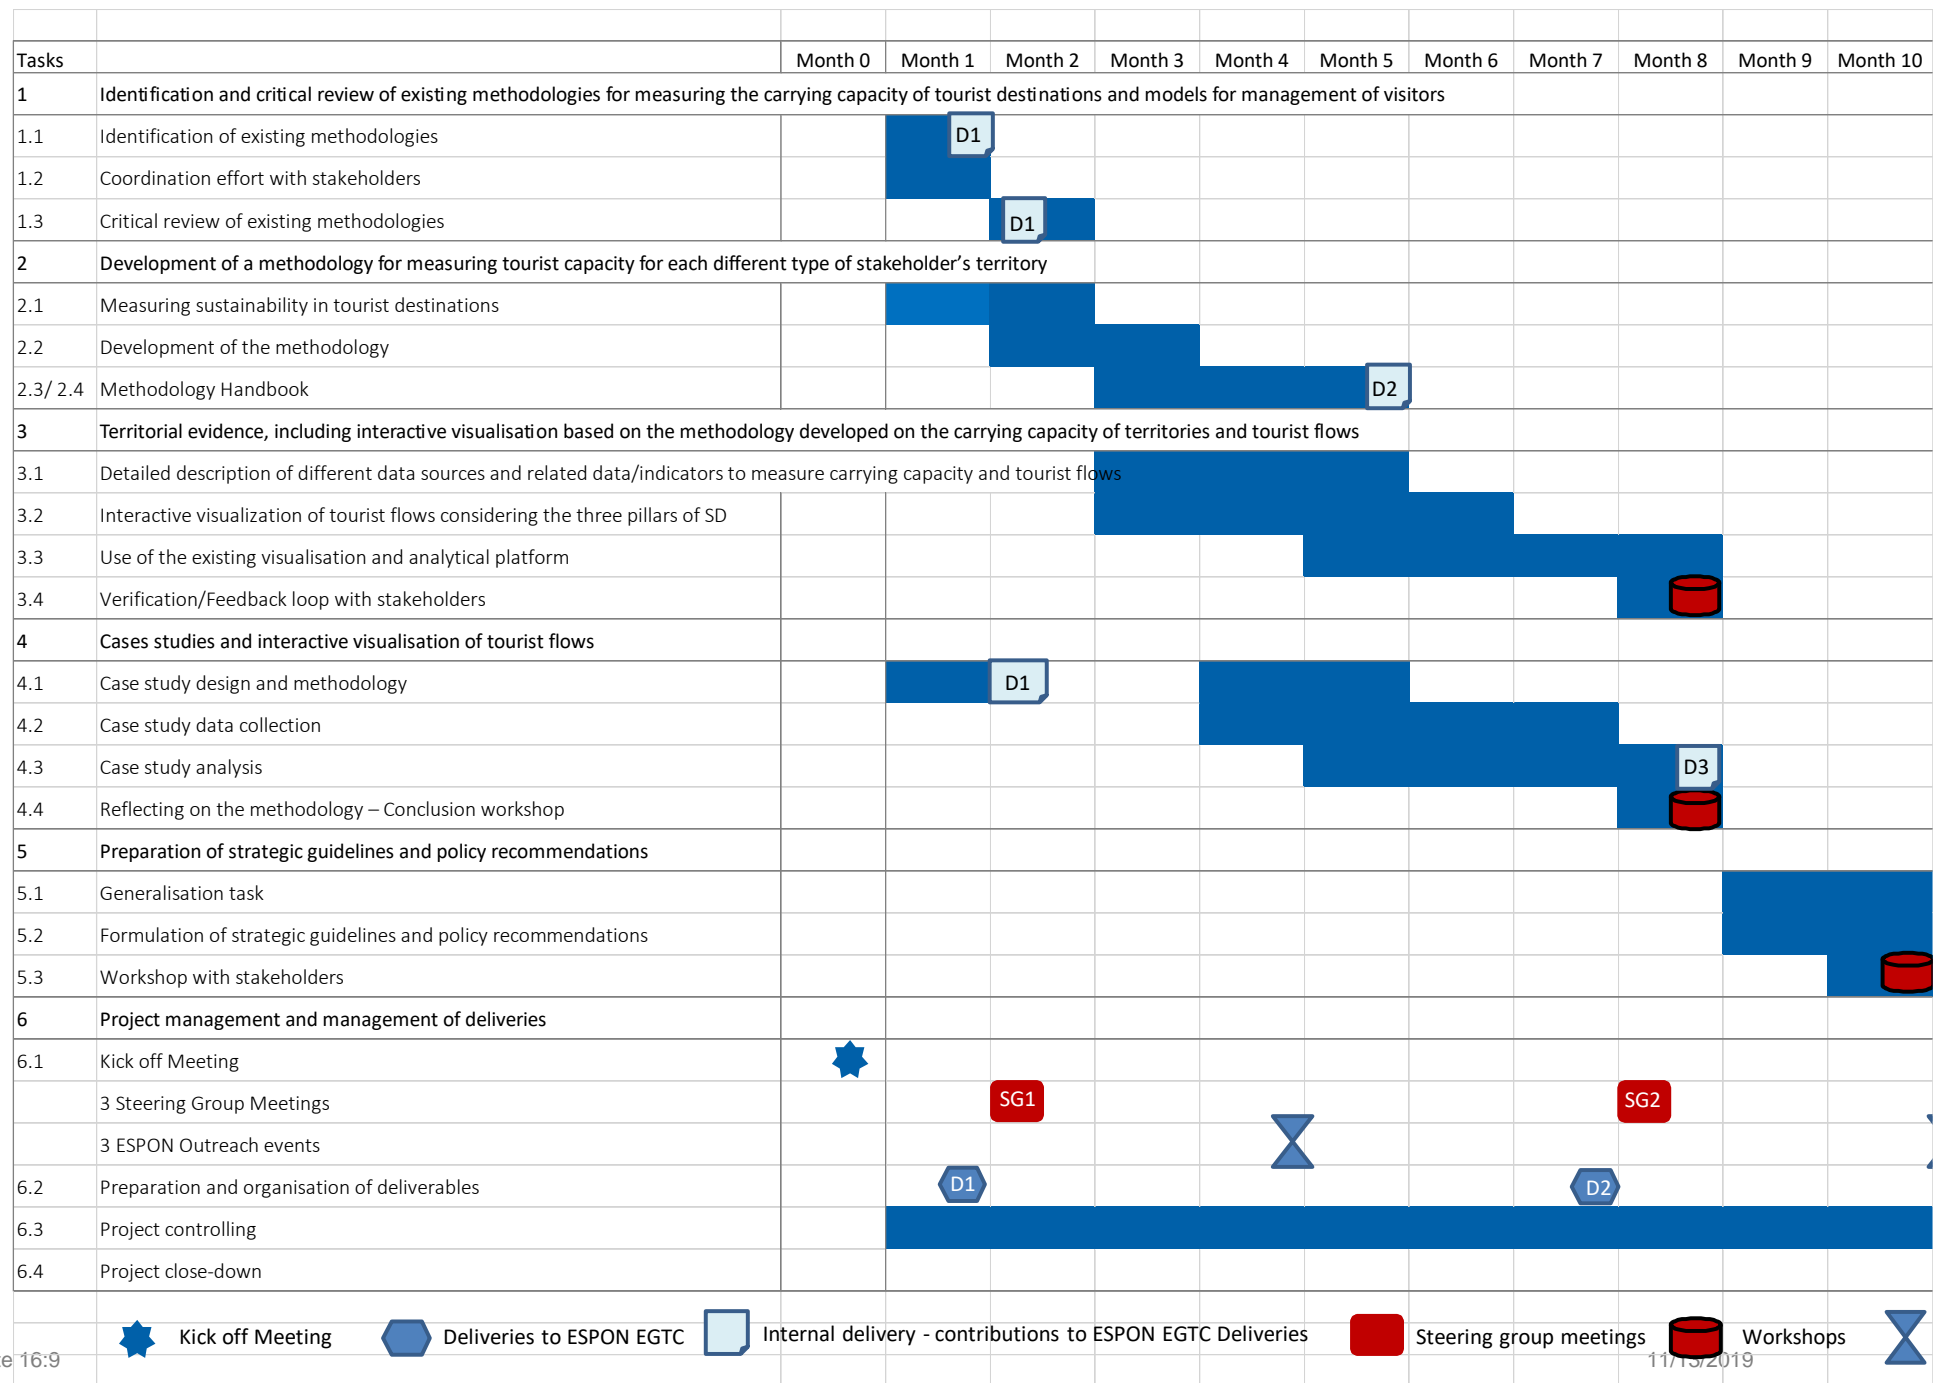 Tasks Month 0 Month 1 Month 2 Month 3 Month 4 Month 5 Month 6 Month 7 Month 8 Month 9 Month 10
1 Identification and critical review of existing methodologies for measuring the carrying capacity of tourist destinations and models for management of visitors
1.1 Identification of existing methodologies D1
1.2 Coordination effort with stakeholders
1.3 Critical review of existing methodologies D1
2 Development of a methodology for measuring tourist capacity for each different type of stakeholder’s territory
2.1 Measuring sustainability in tourist destinations
2.2 Development of the methodology
2.3/ 2.4 Methodology Handbook D2
3 Territorial evidence, including interactive visualisation based on the methodology developed on the carrying capacity of territories and tourist flows
3.1 Detailed description of different data sources and related data/indicators to measure carrying capacity and tourist flows
3.2 Interactive visualization of tourist flows considering the three pillars of SD
3.3 Use of the existing visualisation and analytical platform
3.4 Verification/Feedback loop with stakeholders
4 Cases studies and interactive visualisation of tourist flows
4.1 Case study design and methodology D1
4.2 Case study data collection
4.3 Case study analysis D3
4.4 Reflecting on the methodology – Conclusion workshop
5 Preparation of strategic guidelines and policy recommendations
5.1 Generalisation task
5.2 Formulation of strategic guidelines and policy recommendations
5.3 Workshop with stakeholders
6 Project management and management of deliveries
6.1 Kick off Meeting
3 Steering Group Meetings SG1 SG2
3 ESPON Outreach events
6.2 Preparation and organisation of deliverables D1 D2
6.3 Project controlling
6.4 Project close-down
Kick off Meeting Deliveries to ESPON EGTC Internal delivery - contributions to ESPON EGTC Deliveries Steering group meetings Workshops
16:9 11/13/2019